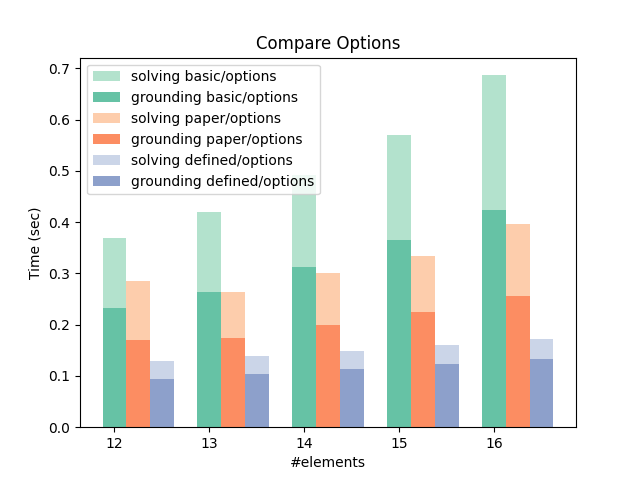 Compare Options
0.7
0.6
0.5
0.4
0.3
0.2
0.1
0.0
Time (sec)
solving basic/options
grounding basic/options
solving paper/options
grounding paper/options
solving defined/options
grounding defined/options
12 13 14 15 16
#elements